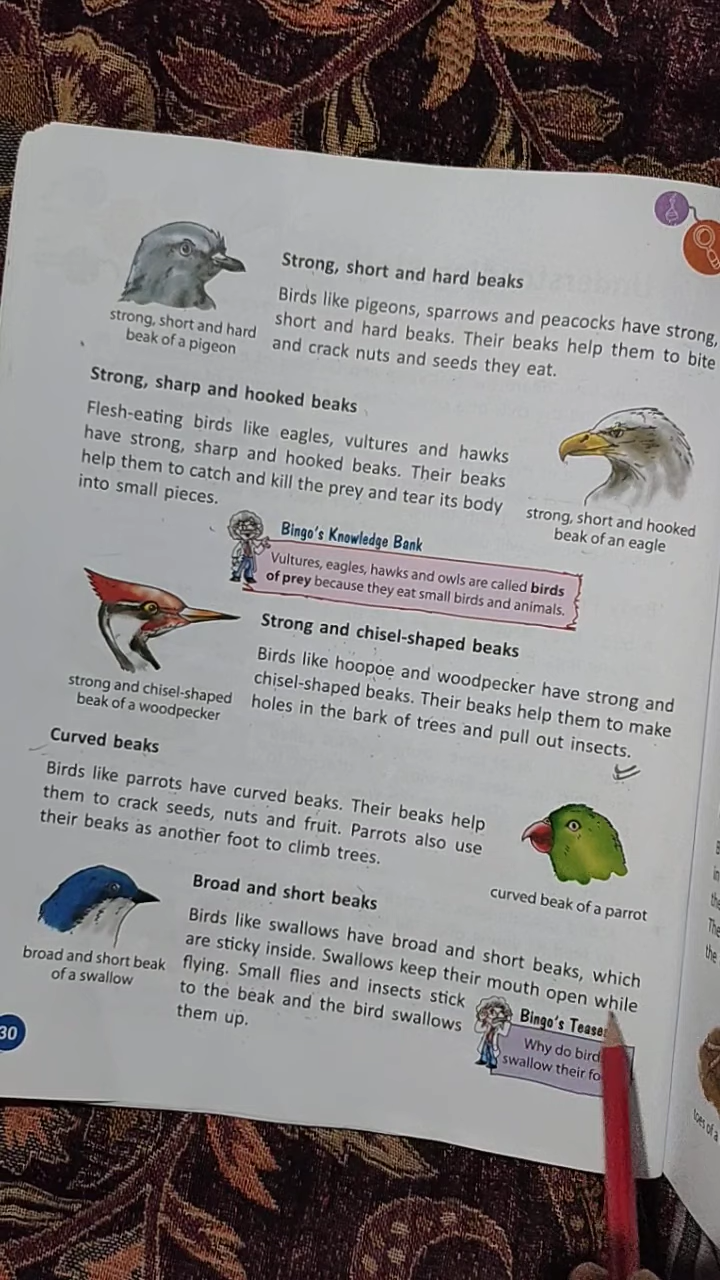 Strong, short and hard beaks
Birds like pigeons, sparrows and peacocks have strong,
short and hard beaks. Their beaks help them to bite
and crack nuts and seeds they eat.
strong, short and hard
beak of a pigeon
Strong, sharp and hooked beaks
Flesh-eating birds like eagles, vultures and hawks
have strong, sharp and hooked beaks. Their beaks
help them to catch and kill the prey and tear its body
into small pieces.
strong, short and hooked
beak of an eagle
Bingo's Knowledge Bank
Vultures, eagles, hawks and owls are called birds
of prey because they eat small birds and animals.
Strong and chisel-shaped beaks
Birds like hoopoe and woodpecker have strong and
chisel-shaped beaks. Their beaks help them to make
holes in the bark of trees and pull out insects.
strong and chisel-shaped
beak of a woodpecker
Curved beaks
Birds like parrots have curved beaks. Their beaks help
them to crack seeds, nuts and fruit. Parrots also use
their beaks as another foot to climb trees.
curved beak of a parrot
Broad and short beaks
Birds like swallows have broad and short beaks, which
are sticky inside. Swallows keep their mouth open while
flying. Small flies and insects stick
to the beak and the bird swallows
them up.
broad and short beak
of a swallow
Bingo's
Why do
swallow their
30